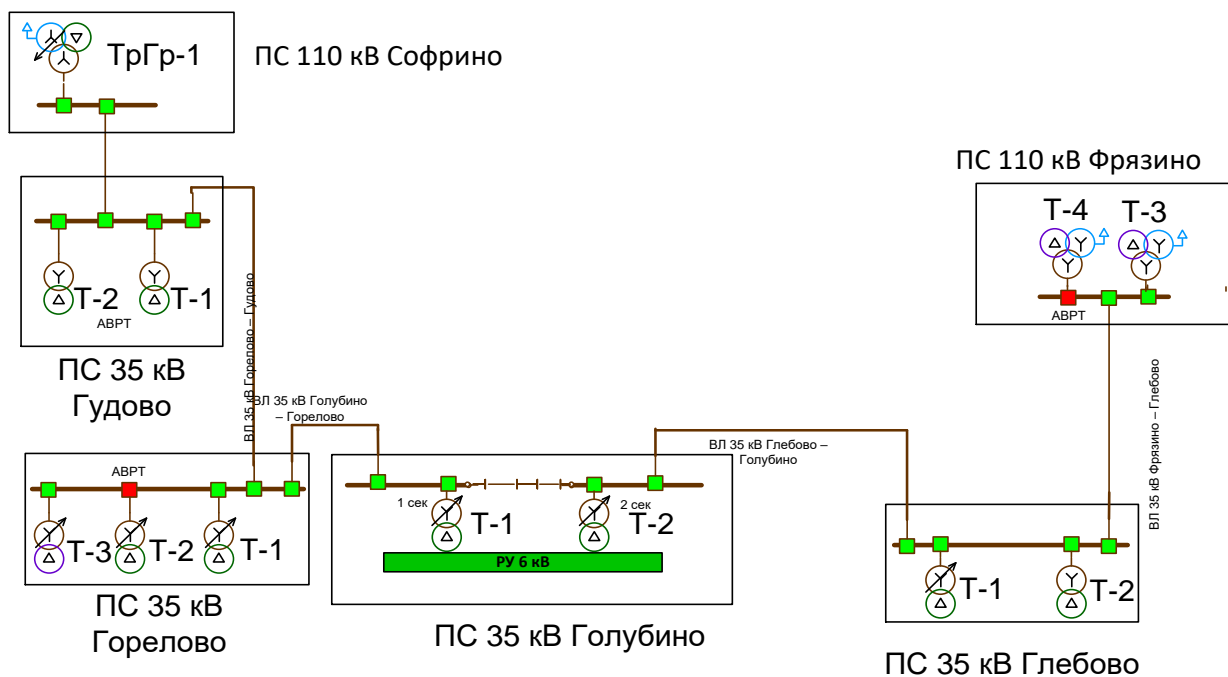 ТрГр-1
ПС 110 кВ Софрино
Т-2
Т-1
АВРТ
ПС 35 кВ
Гудово
ВЛ 35 кВ Горелово – Гудово
ВЛ 35 кВ Голубино
– Горелово
АВРТ
Т-3
Т-2
Т-1
ПС 35 кВ
Горелово
1 сек
Т-1
2 сек
Т-2
РУ 6 кВ
ПС 35 кВ Голубино
ВЛ 35 кВ Глебово –
Голубино
ПС 110 кВ Фрязино
Т-4
Т-3
АВРТ
ВЛ 35 кВ Фрязино – Глебово
Т-1
Т-2
ПС 35 кВ Глебово